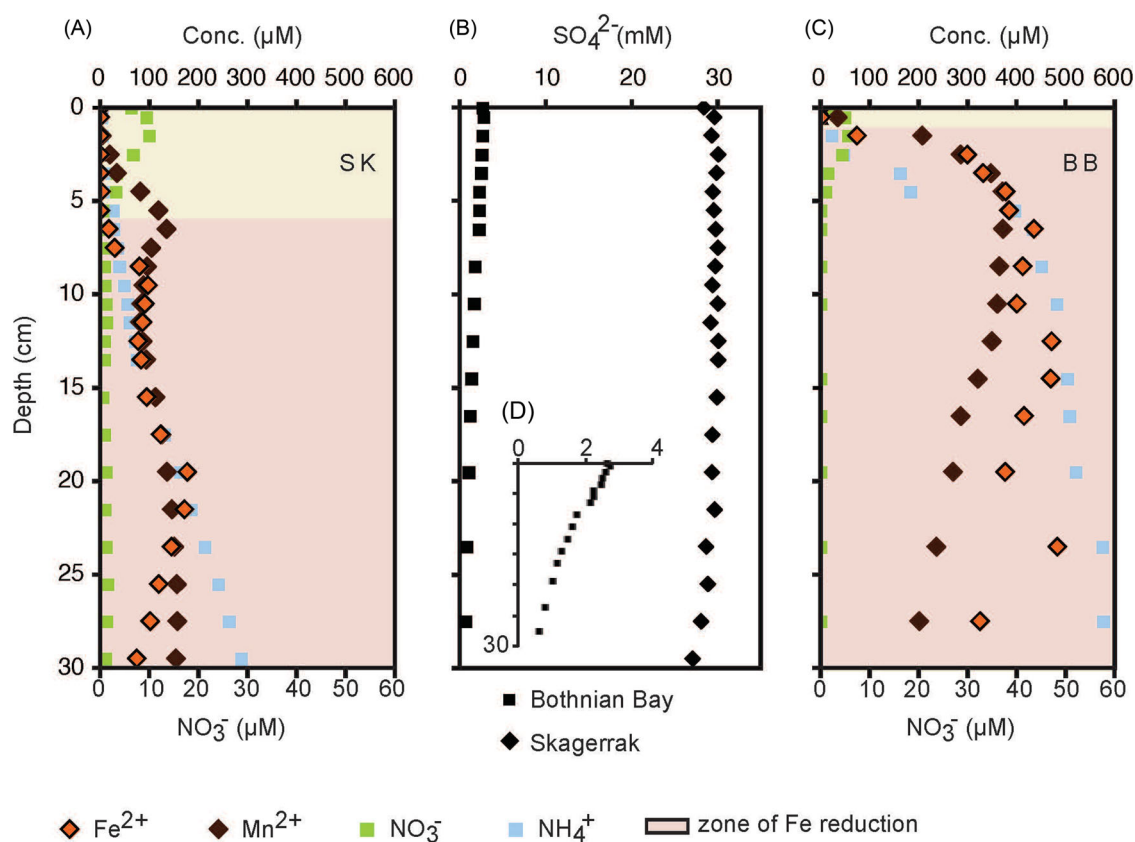 (A) Conc. (µM) (B) SO₄²⁻(mM) (C) Conc. (µM)
0 100 200 300 400 500 600 0 10 20 30 0 100 200 300 400 500 600
0
SK BB
5
10
15
(D)
0 2 4
20
25
30
30
Depth (cm)
0 10 20 30 40 50 60 0 10 20 30 40 50 60
NO₃⁻ (µM) NO₃⁻ (µM)
Bothnian Bay
Skagerrak
Fe²⁺ Mn²⁺ NO₃⁻ NH₄⁺ zone of Fe reduction